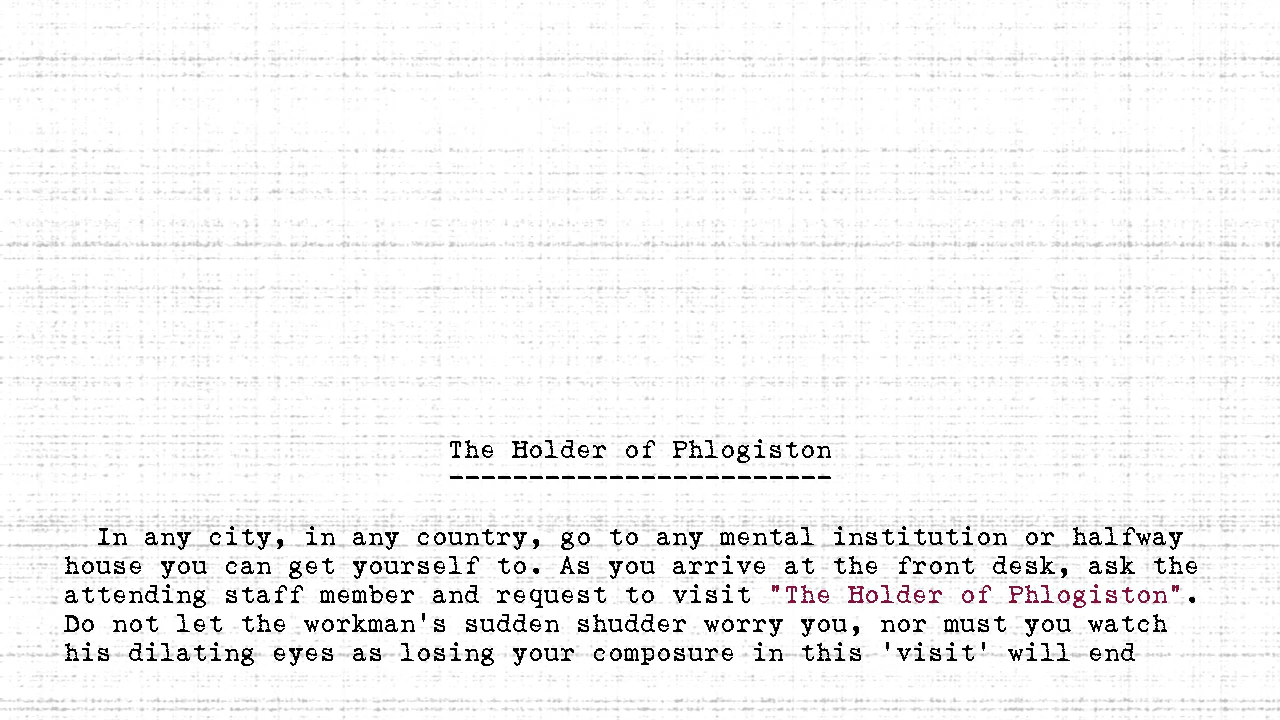 The Holder of Phlogiston
------------------------
In any city, in any country, go to any mental institution or halfway
house you can get yourself to. As you arrive at the front desk, ask the
attending staff member and request to visit "The Holder of Phlogiston".
Do not let the workman's sudden shudder worry you, nor must you watch
his dilating eyes as losing your composure in this 'visit' will end